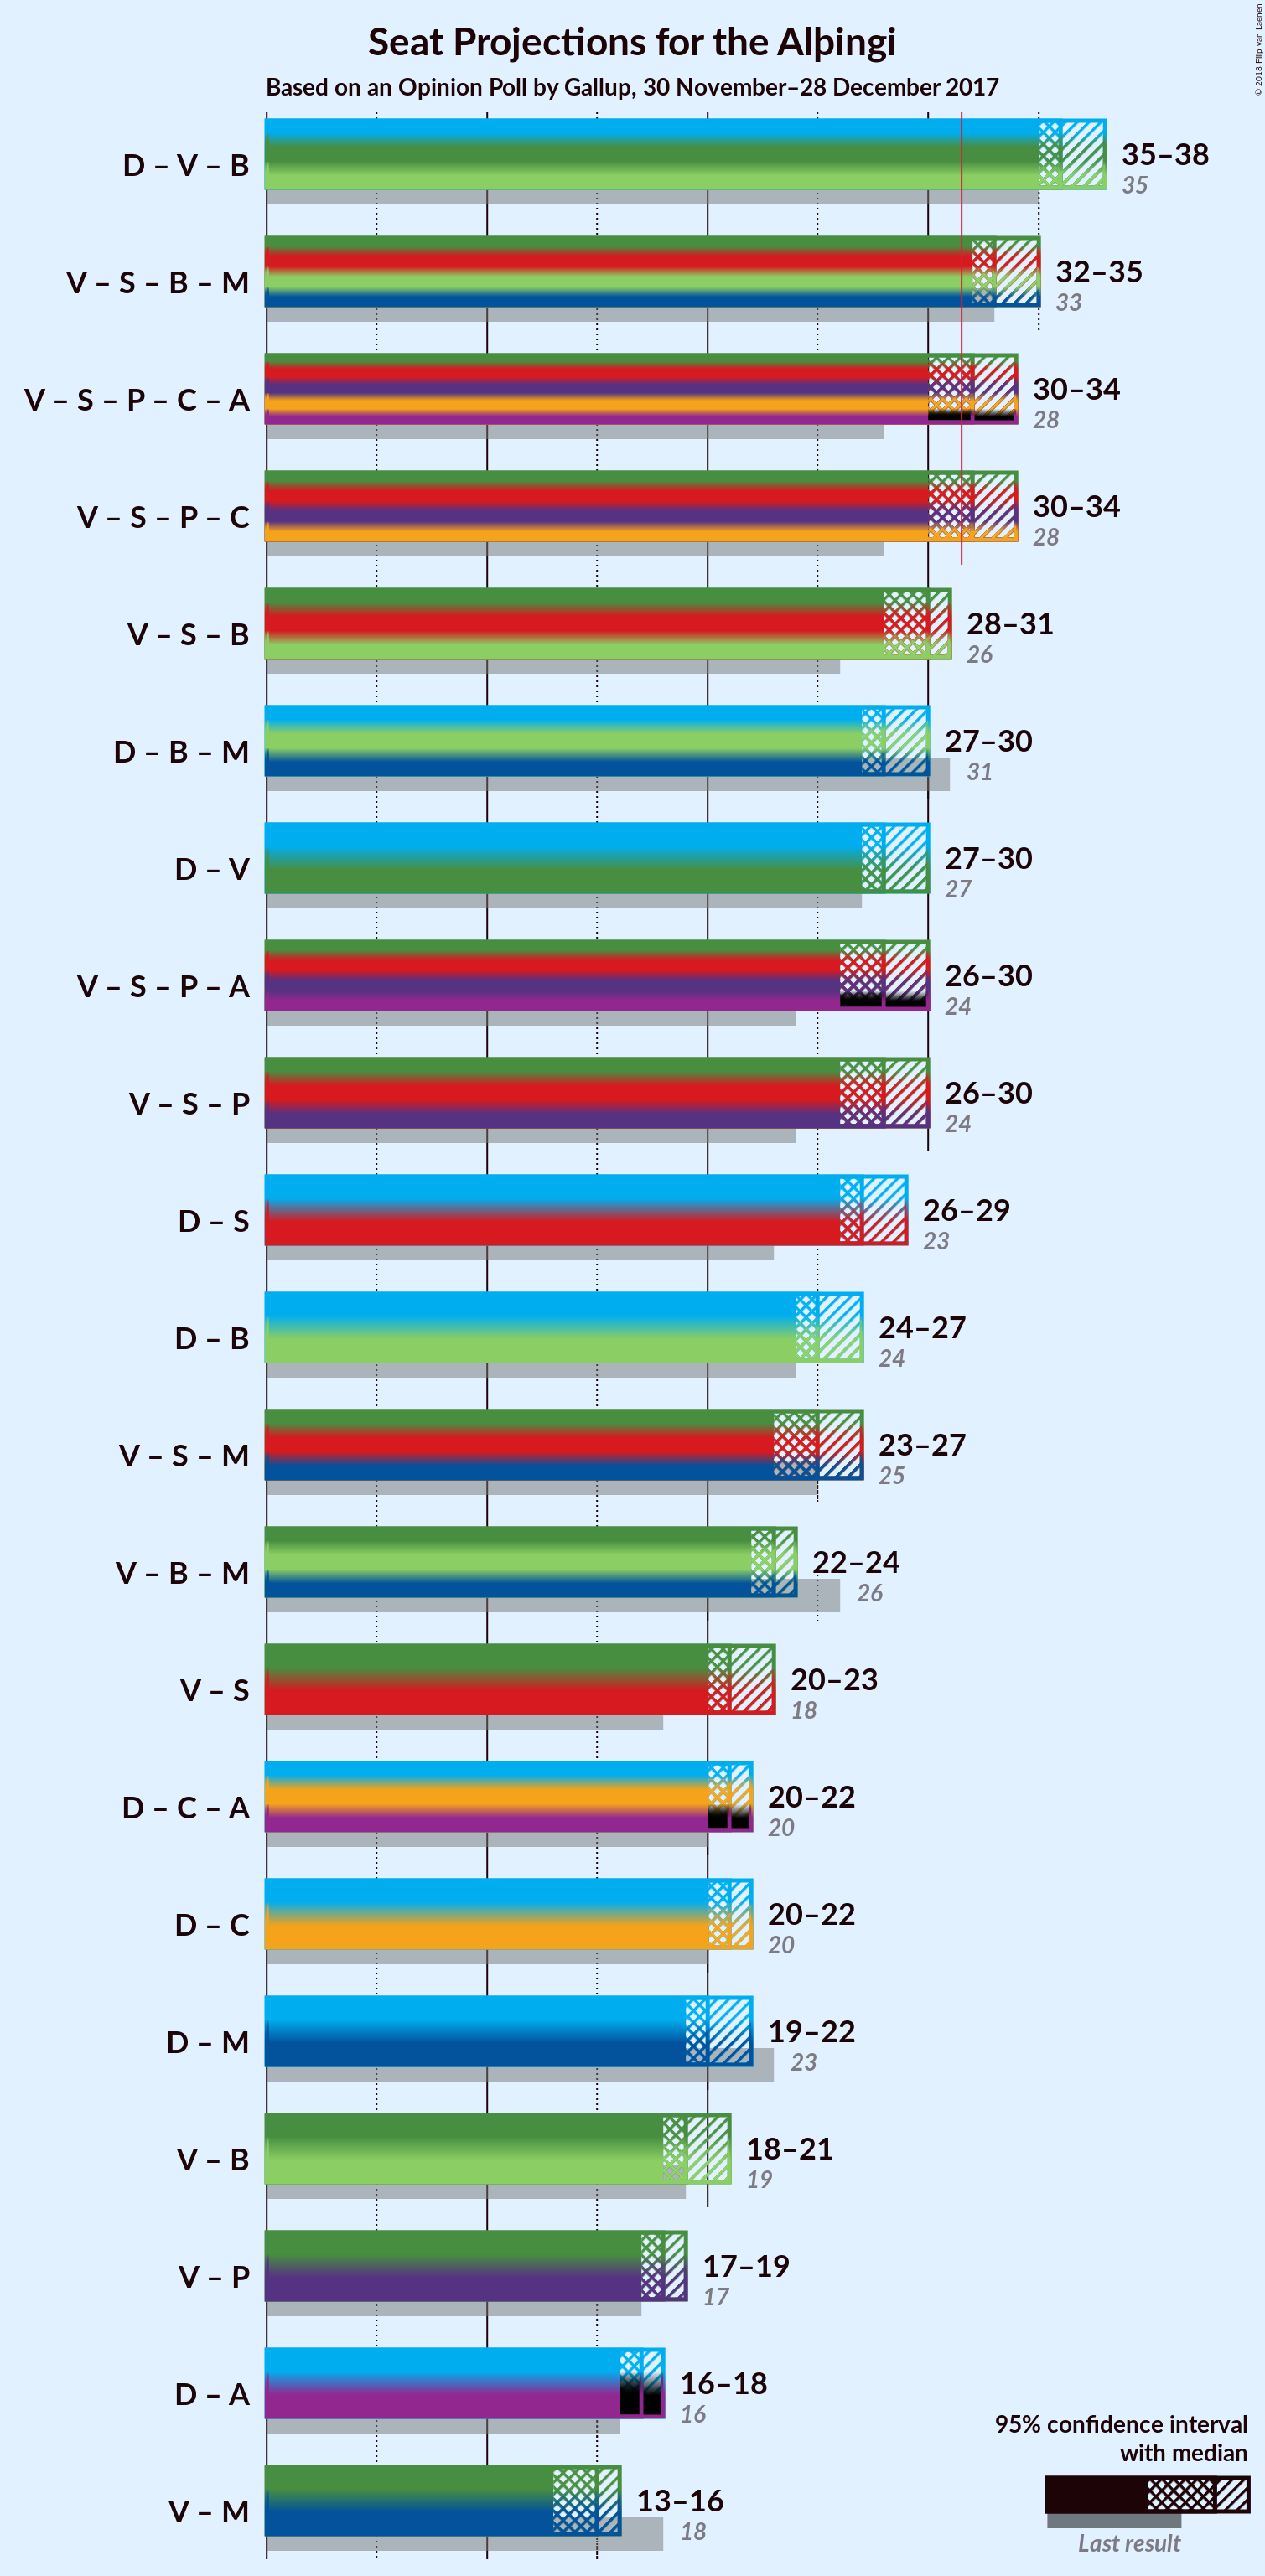 Seat Projections for the Alþingi
Based on an Opinion Poll by Gallup, 30 November–28 December 2017
© 2018 Filip van Laenen
D – V – B
35–38
35
V – S – B – M
32–35
33
V – S – P – C – A
30–34
28
V – S – P – C
30–34
28
V – S – B
28–31
26
D – B – M
27–30
31
D – V
27–30
27
V – S – P – A
26–30
24
V – S – P
26–30
24
D – S
26–29
23
D – B
24–27
24
V – S – M
23–27
25
V – B – M
22–24
26
V – S
20–23
18
D – C – A
20–22
20
D – C
20–22
20
D – M
19–22
23
V – B
18–21
19
V – P
17–19
17
D – A
16–18
16
V – M
13–16
18
95% confidence interval
with median
Last result